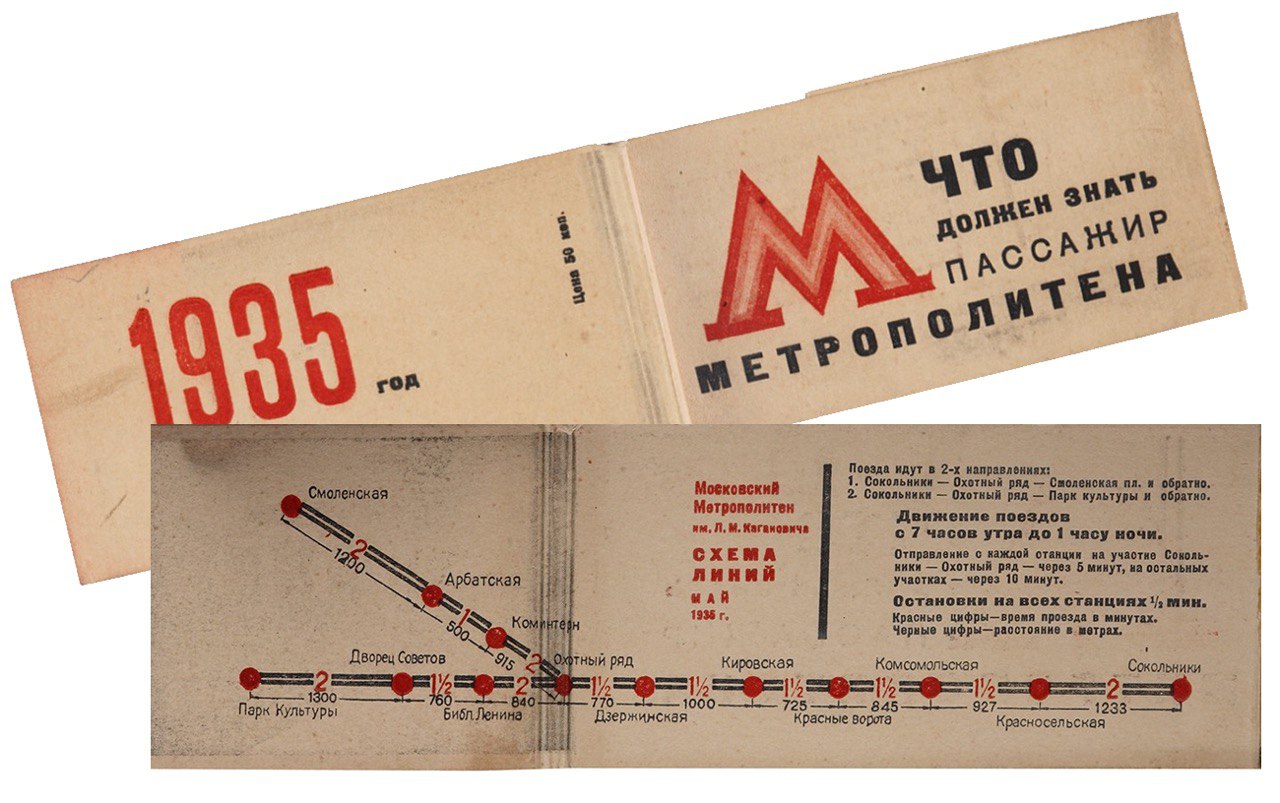 1935
год
Цена 50 коп.
М
ЧТО
ДОЛЖЕН ЗНАТЬ
ПАССАЖИР
МЕТРОПОЛИТЕНА
Московский
Метрополитен
им. Л. М. Кагановича
СХЕМА
ЛИНИЙ
МАЙ
1935 г.
Поезда идут в 2-х направлениях:
1. Сокольники — Охотный ряд — Смоленская пл. и обратно.
2. Сокольники — Охотный ряд — Парк культуры и обратно.
Движение поездов
с 7 часов утра до 1 часу ночи.
Отправление с каждой станции на участке Соколь-
ники — Охотный ряд — через 5 минут, на остальных
участках — через 10 минут.
Остановки на всех станциях ½ мин.
Красные цифры—время проезда в минутах.
Черные цифры—расстояние в метрах.
Смоленская
2
1200
Арбатская
1
500
Коминтерн
2
915
Дворец Советов
Охотный ряд
Кировская
Комсомольская
Сокольники
2 1½ 2 1½ 1½ 1½ 1½ 1½ 2
1300 760 840 770 1000 725 845 927 1233
Парк Культуры
Библ. Ленина
Дзержинская
Красные ворота
Красносельская